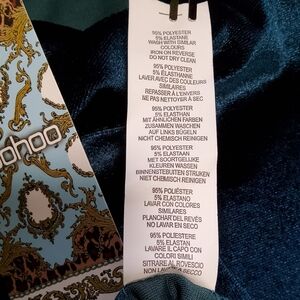 ohoo
95% POLYESTER
5% ELASTANE
WASH WITH SIMILAR
COLOURS
IRON ON REVERSE
DO NOT DRY CLEAN
95% POLYESTER
5% ÉLASTHANNE
LAVER AVEC DES COULEURS
SIMILAIRES
REPASSER À L'ENVERS
NE PAS NETTOYER À SEC
95% POLYESTER
5% ELASTHAN
MIT ÄHNLICHEN FARBEN
ZUSAMMEN WASCHEN
AUF LINKS BÜGELN
NICHT CHEMISCH REINIGEN
95% POLYESTER
5% ELASTAAN
MET SOORTGELIJKE
KLEUREN WASSEN
BINNENSTEBUITEN STRIJKEN
NIET CHEMISCH REINIGEN
95% POLIÉSTER
5% ELASTANO
LAVAR CON COLORES
SIMILARES
PLANCHAR DEL REVÉS
NO LAVAR EN SECO
95% POLIESTERE
5% ELASTAN
LAVARE IL CAPO CON
COLORI SIMILI
STIRARE AL ROVESCIO
NON LAVARE A SECCO